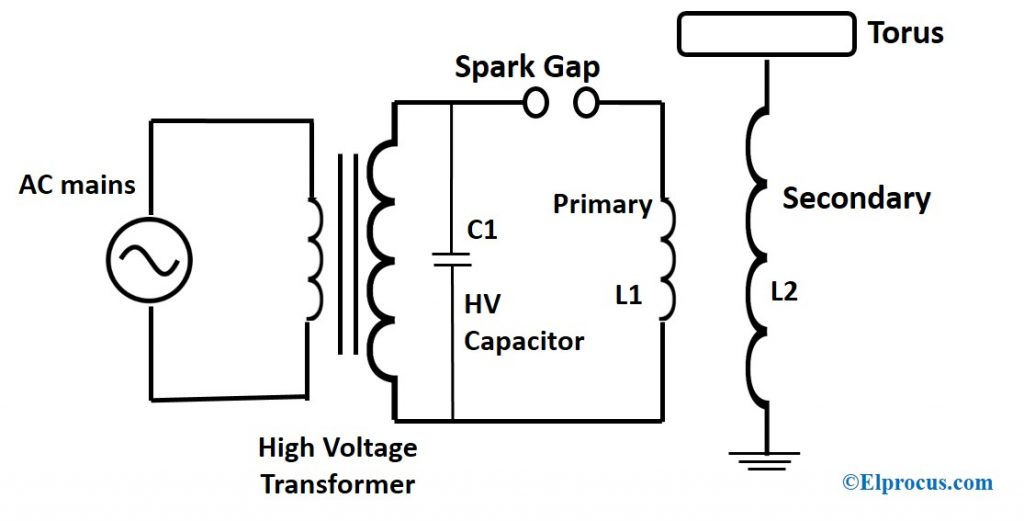 Torus
Spark Gap
AC mains
Primary
Secondary
C1
L1
L2
HV
Capacitor
High Voltage
Transformer
©Elprocus.com